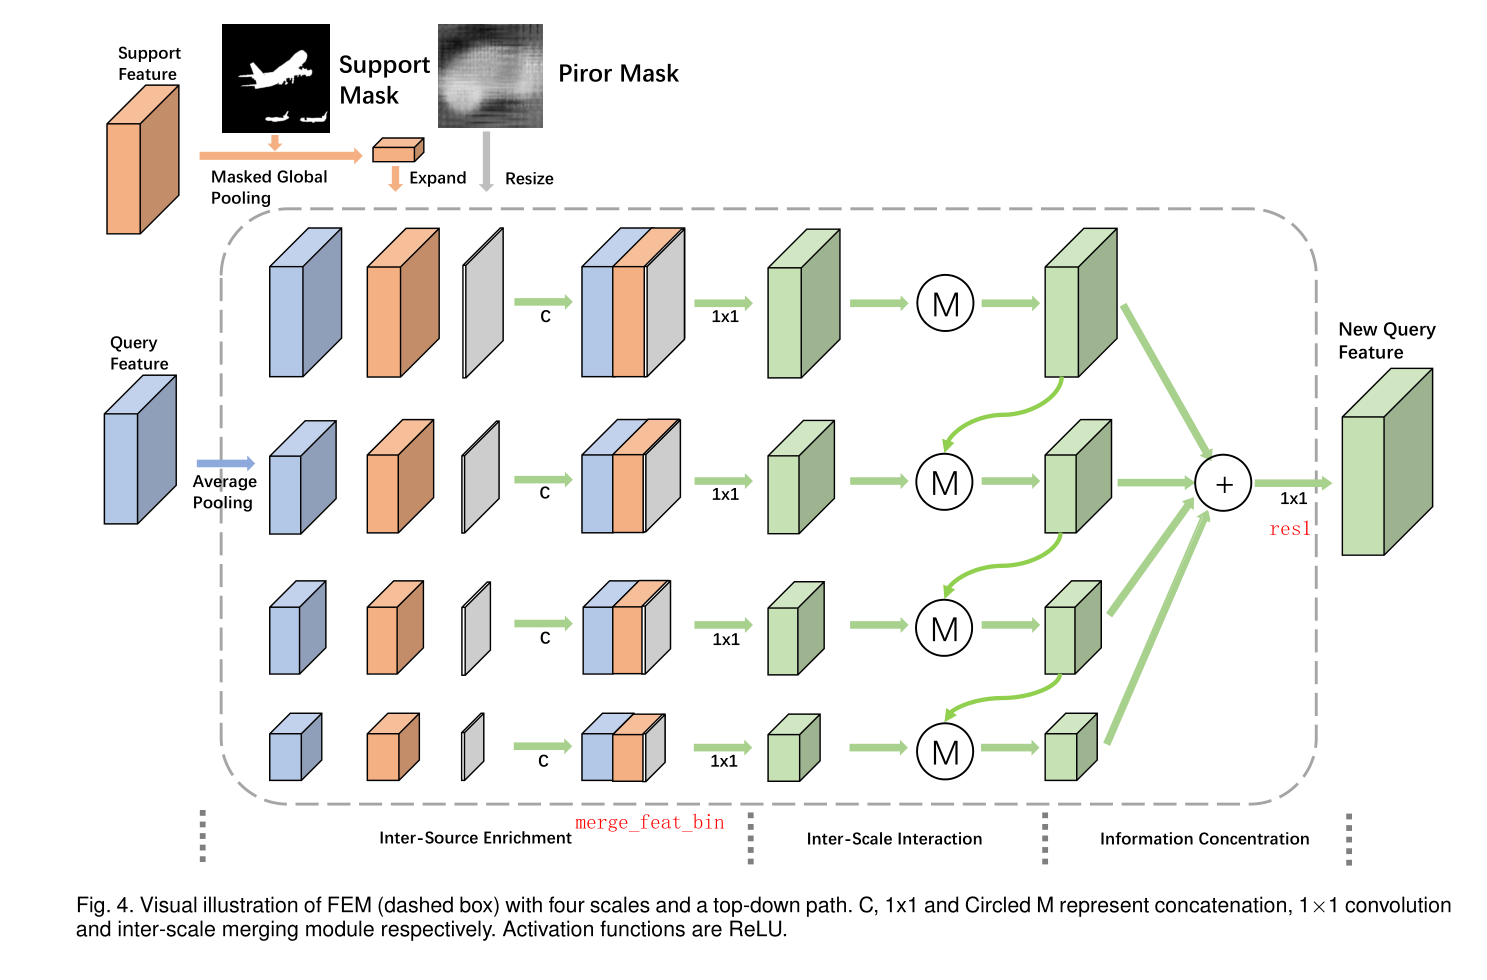 Support
Feature
Support
Mask
Piror Mask
Masked Global
Pooling
Expand
Resize
C
1x1
M
Query
Feature
New Query
Feature
Average
Pooling
C
1x1
M
+
1x1
res1
C
1x1
M
C
1x1
M
merge_feat_bin
Inter-Source Enrichment
Inter-Scale Interaction
Information Concentration
Fig. 4. Visual illustration of FEM (dashed box) with four scales and a top-down path. C, 1x1 and Circled M represent concatenation, 1×1 convolution
and inter-scale merging module respectively. Activation functions are ReLU.